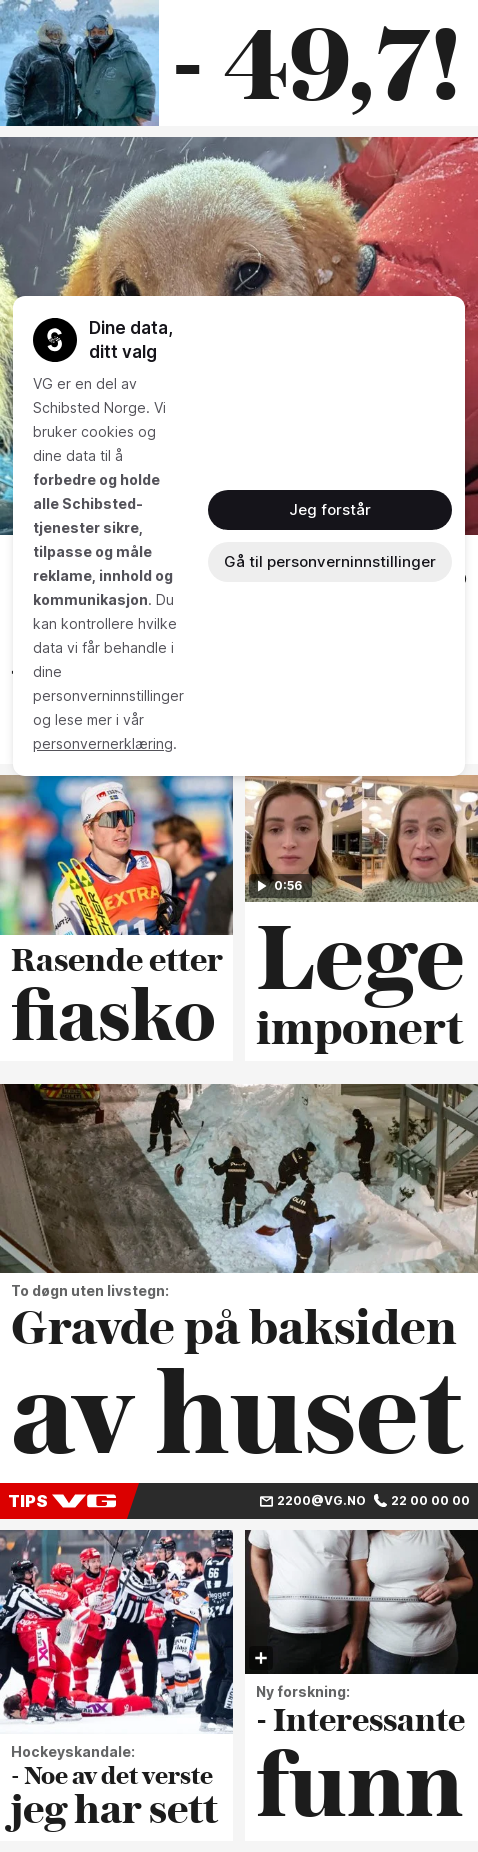 - 49,7!
Dine data,
ditt valg
VG er en del av
Schibsted Norge. Vi
bruker cookies og
dine data til å
forbedre og holde
alle Schibsted-
tjenester sikre,
tilpasse og måle
reklame, innhold og
kommunikasjon. Du
kan kontrollere hvilke
data vi får behandle i
dine
personverninnstillinger
og lese mer i vår
personvernerklæring.
Jeg forstår
Gå til personverninnstillinger
EXTRA
0:56
Rasende etter
fiasko
Lege
imponert
To døgn uten livstegn:
Gravde på baksiden
av huset
TIPS VG 2200@VG.NO 22 00 00 00
66
Hockeyskandale:
- Noe av det verste
jeg har sett
Ny forskning:
- Interessante
funn